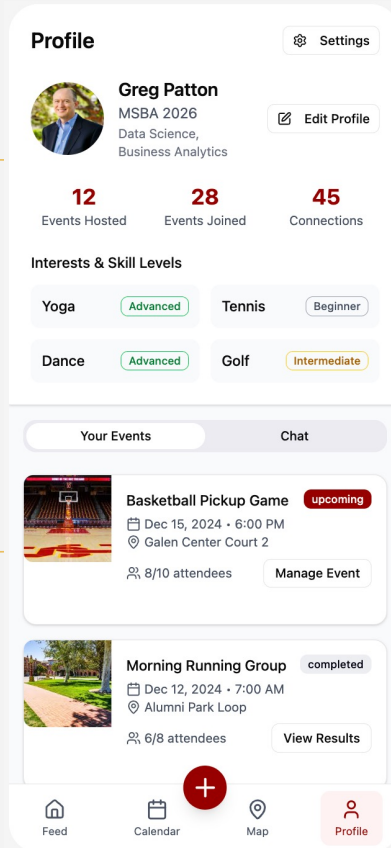 Profile
Settings
Greg Patton
MSBA 2026
Data Science,
Business Analytics
Edit Profile
12
Events Hosted
28
Events Joined
45
Connections
Interests & Skill Levels
Yoga
Advanced
Tennis
Beginner
Dance
Advanced
Golf
Intermediate
Your Events
Chat
Basketball Pickup Game
upcoming
Dec 15, 2024 • 6:00 PM
Galen Center Court 2
8/10 attendees
Manage Event
Morning Running Group
completed
Dec 12, 2024 • 7:00 AM
Alumni Park Loop
6/8 attendees
View Results
Feed
Calendar
Map
Profile